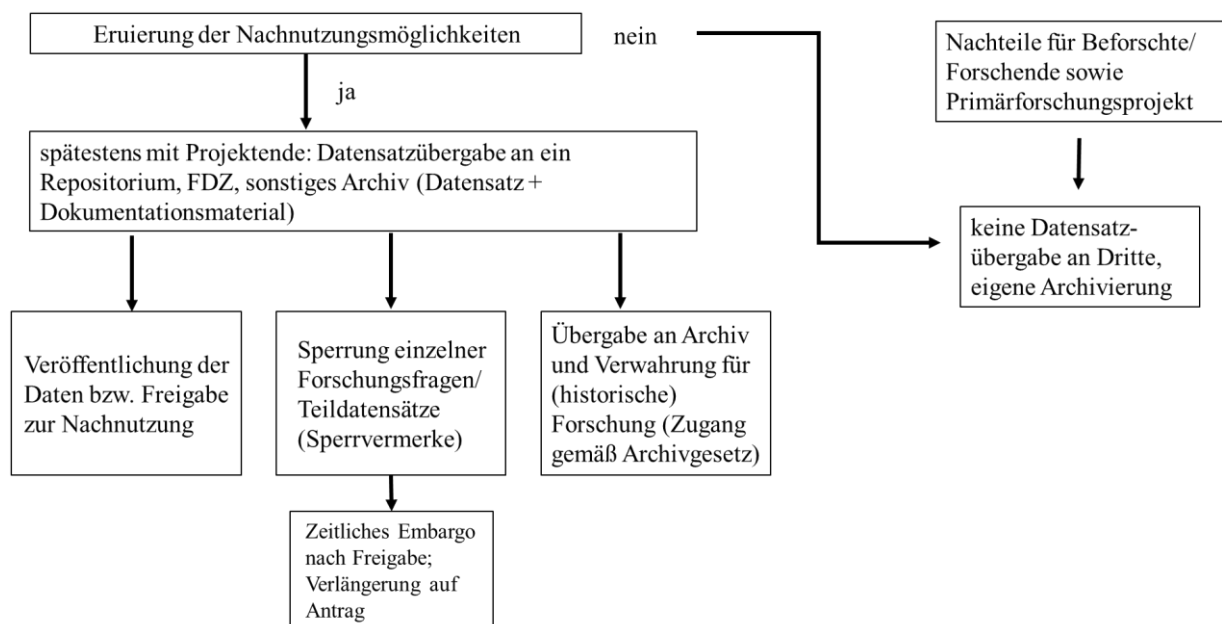 Eruierung der Nachnutzungsmöglichkeiten
nein
ja
Nachteile für Beforschte/
Forschende sowie
Primärforschungsprojekt
spätestens mit Projektende: Datensatzübergabe an ein
Repositorium, FDZ, sonstiges Archiv (Datensatz +
Dokumentationsmaterial)
keine Datensatz-
übergabe an Dritte,
eigene Archivierung
Veröffentlichung der
Daten bzw. Freigabe
zur Nachnutzung
Sperrung einzelner
Forschungsfragen/
Teildatensätze
(Sperrvermerke)
Übergabe an Archiv
und Verwahrung für
(historische)
Forschung (Zugang
gemäß Archivgesetz)
Zeitliches Embargo
nach Freigabe;
Verlängerung auf
Antrag